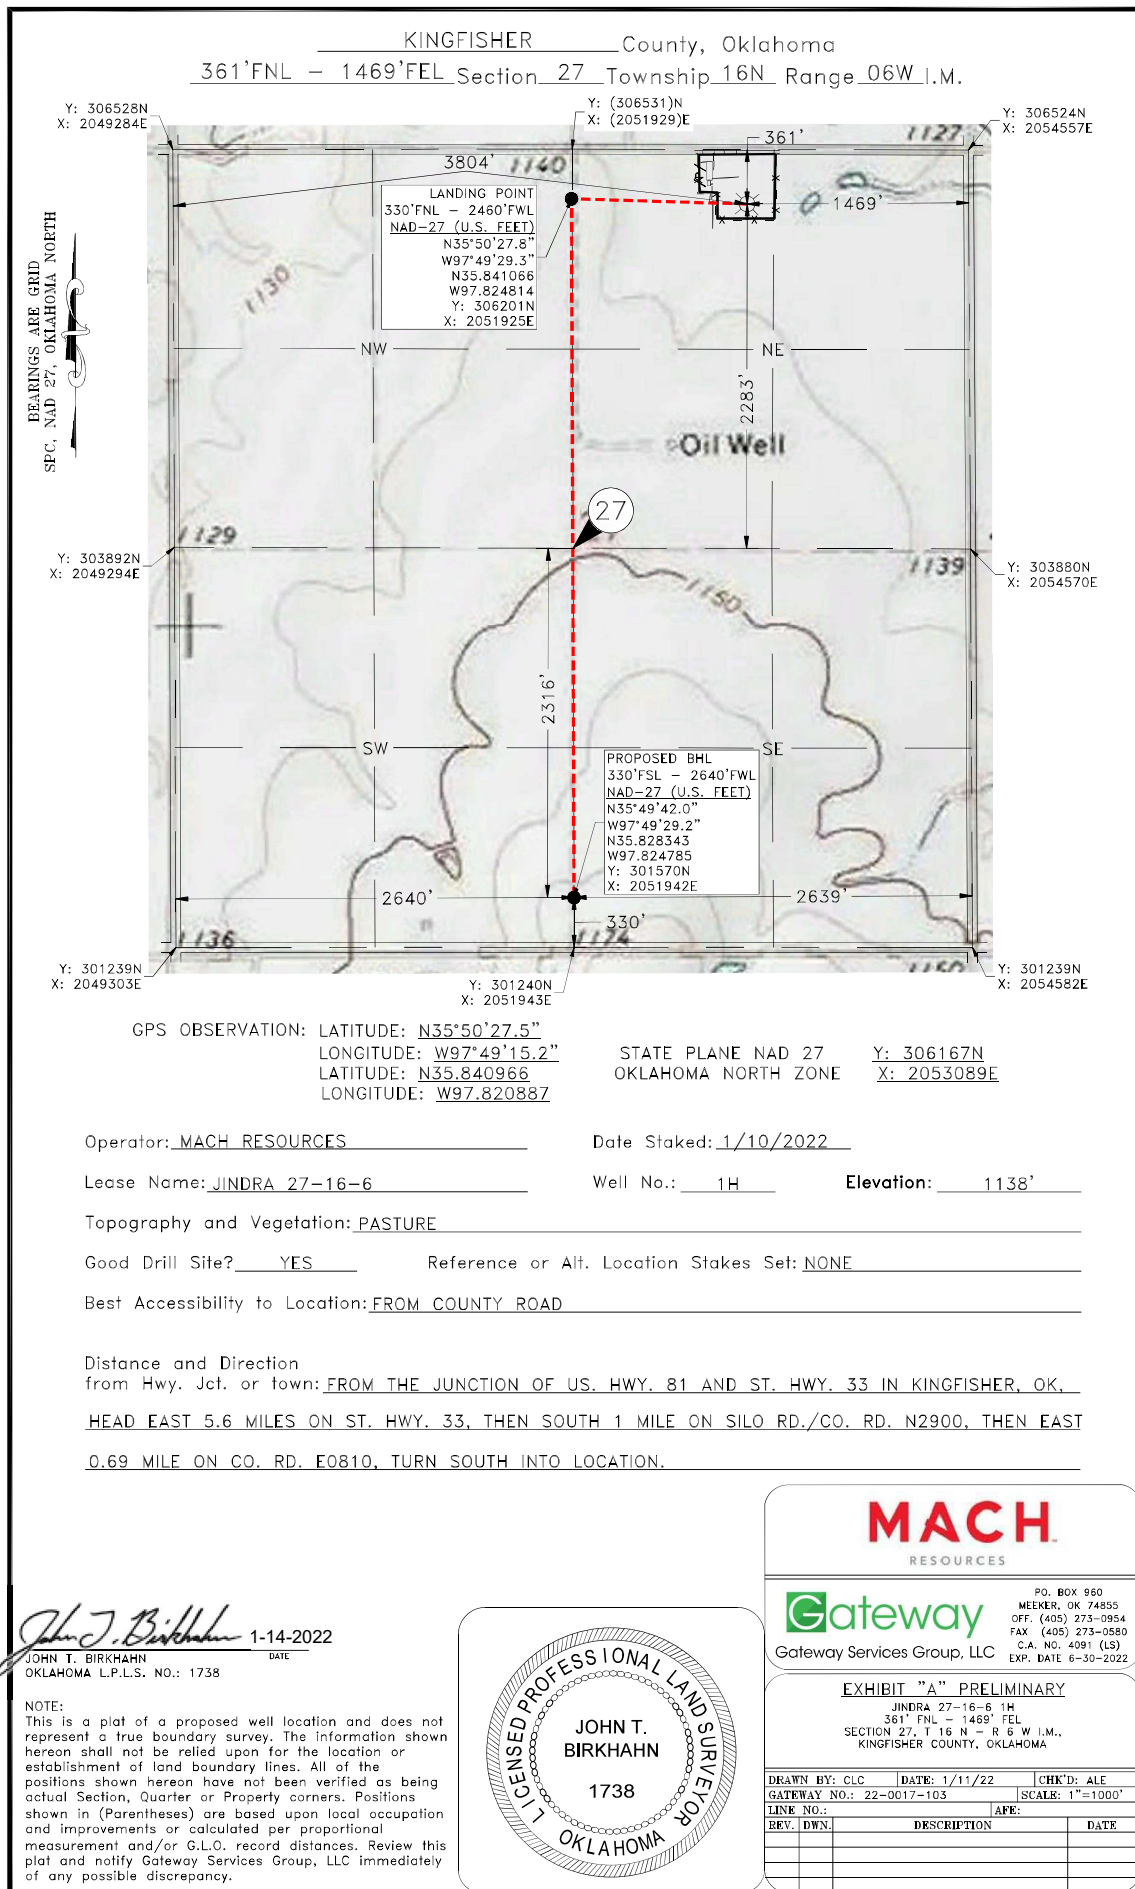 KINGFISHER County, Oklahoma
361'FNL - 1469'FEL Section 27 Township 16N Range 06W I.M.
Y: 306528N
X: 2049284E
Y: (306531)N
X: (2051929)E
Y: 306524N
X: 2054557E
1127
361'
3804'
1140
1469'
LANDING POINT
330'FNL - 2460'FWL
NAD-27 (U.S. FEET)
N35°50'27.8"
W97°49'29.3"
N35.841066
W97.824814
Y: 306201N
X: 2051925E
BEARINGS ARE GRID
SPC, NAD 27, OKLAHOMA NORTH
1130
NW
NE
2283'
Oil Well
27
1129
1139
Y: 303892N
X: 2049294E
Y: 303880N
X: 2054570E
1150
2316'
SW
SE
PROPOSED BHL
330'FSL - 2640'FWL
NAD-27 (U.S. FEET)
N35°49'42.0"
W97°49'29.2"
N35.828343
W97.824785
Y: 301570N
X: 2051942E
2640'
2639'
330'
1136
1174
1150
Y: 301239N
X: 2049303E
Y: 301240N
X: 2051943E
Y: 301239N
X: 2054582E
GPS OBSERVATION: LATITUDE: N35°50'27.5"
LONGITUDE: W97°49'15.2"
LATITUDE: N35.840966
LONGITUDE: W97.820887
STATE PLANE NAD 27 Y: 306167N
OKLAHOMA NORTH ZONE X: 2053089E
Operator: MACH RESOURCES Date Staked: 1/10/2022
Lease Name: JINDRA 27-16-6 Well No.: 1H Elevation: 1138'
Topography and Vegetation: PASTURE
Good Drill Site? YES Reference or Alt. Location Stakes Set: NONE
Best Accessibility to Location: FROM COUNTY ROAD
Distance and Direction
from Hwy. Jct. or town: FROM THE JUNCTION OF US. HWY. 81 AND ST. HWY. 33 IN KINGFISHER, OK,
HEAD EAST 5.6 MILES ON ST. HWY. 33, THEN SOUTH 1 MILE ON SILO RD./CO. RD. N2900, THEN EAST
0.69 MILE ON CO. RD. E0810, TURN SOUTH INTO LOCATION.
John T. Birkhahn 1-14-2022
JOHN T. BIRKHAHN DATE
OKLAHOMA L.P.L.S. NO.: 1738
NOTE:
This is a plat of a proposed well location and does not
represent a true boundary survey. The information shown
hereon shall not be relied upon for the location or
establishment of land boundary lines. All of the
positions shown hereon have not been verified as being
actual Section, Quarter or Property corners. Positions
shown in (Parentheses) are based upon local occupation
and improvements or calculated per proportional
measurement and/or G.L.O. record distances. Review this
plat and notify Gateway Services Group, LLC immediately
of any possible discrepancy.
LICENSED PROFESSIONAL LAND SURVEYOR
JOHN T.
BIRKHAHN
1738
OKLAHOMA
MACH
RESOURCES
Gateway
Gateway Services Group, LLC
PO. BOX 960
MEEKER, OK 74855
OFF. (405) 273-0954
FAX (405) 273-0580
C.A. NO. 4091 (LS)
EXP. DATE 6-30-2022
EXHIBIT "A" PRELIMINARY
JINDRA 27-16-6 1H
361' FNL - 1469' FEL
SECTION 27, T 16 N - R 6 W I.M.,
KINGFISHER COUNTY, OKLAHOMA
DRAWN BY: CLC DATE: 1/11/22 CHK'D: ALE
GATEWAY NO.: 22-0017-103 SCALE: 1"=1000'
LINE NO.: AFE:
REV. DWN. DESCRIPTION DATE